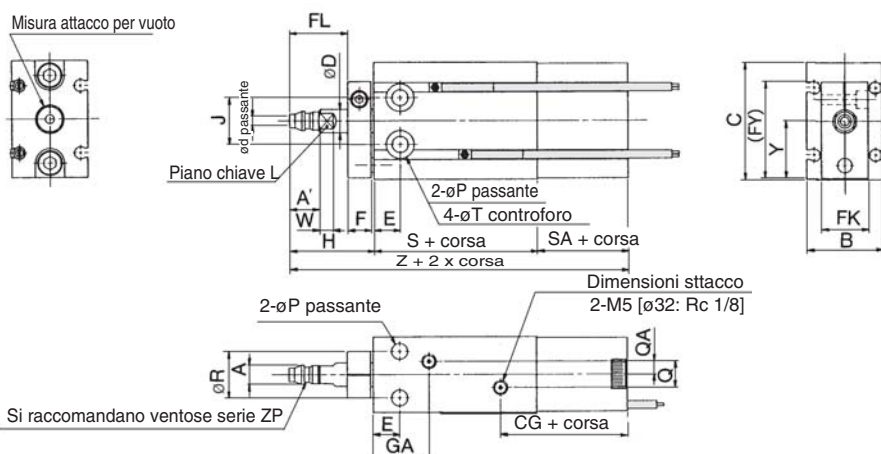 Misura attacco per vuoto
FL
øD
J
ød passante
Piano chiave L
A'
W
H
F
E
2-øP passante
4-øT controforo
S + corsa
SA + corsa
Z + 2 x corsa
C
(FY)
Y
FK
B
Dimensioni sttacco
2-M5 [ø32: Rc 1/8]
2-øP passante
øR
A
Si raccomandano ventose serie ZP
E
GA
CG + corsa
QA
Q